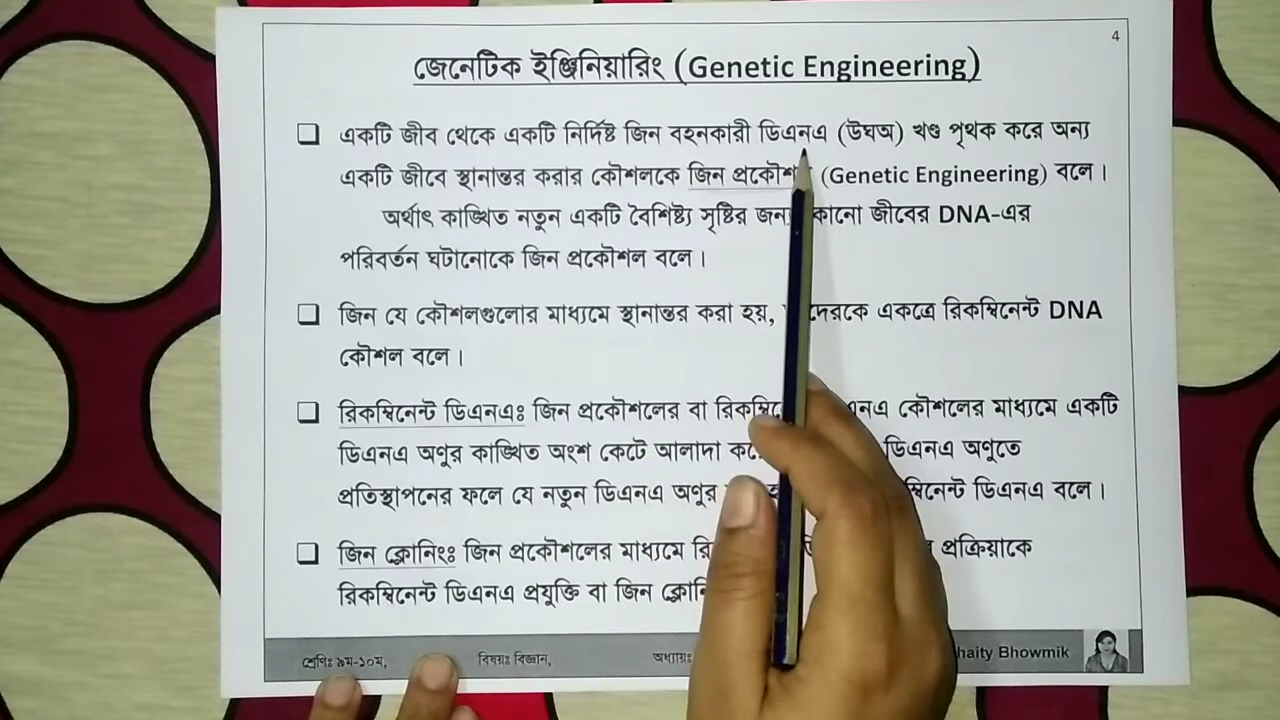 4
জেনেটিক ইঞ্জিনিয়ারিং (Genetic Engineering)
একটি জীব থেকে একটি নির্দিষ্ট জিন বহনকারী ডিএনএ (উঘঅ) খণ্ড পৃথক করে অন্য
একটি জীবে স্থানান্তর করার কৌশলকে জিন প্রকৌশ (Genetic Engineering) বলে।
অর্থাৎ কাঙ্খিত নতুন একটি বৈশিষ্ট্য সৃষ্টির জন্য কোনো জীবের DNA-এর
পরিবর্তন ঘটানোকে জিন প্রকৌশল বলে।
জিন যে কৌশলগুলোর মাধ্যমে স্থানান্তর করা হয়, দেরকে একত্রে রিকম্বিনেন্ট DNA
কৌশল বলে।
রিকম্বিনেন্ট ডিএনএঃ জিন প্রকৌশলের বা কৌশলের মাধ্যমে একটি
ডিএনএ অণুর কাঙ্খিত অংশ কেটে আলাদা ডিএনএ অণুতে
প্রতিস্থাপনের ফলে যে নতুন ডিএনএ অণুর ডিএনএ বলে।
জিন ক্লোনিংঃ জিন প্রকৌশলের মাধ্যমে প্রক্রিয়াকে
রিকম্বিনেন্ট ডিএনএ প্রযুক্তি বা জিন
শ্রেণিঃ ৯ম-১০ম, বিষয়ঃ বিজ্ঞান, অধ্যায়ঃ haity Bhowmik